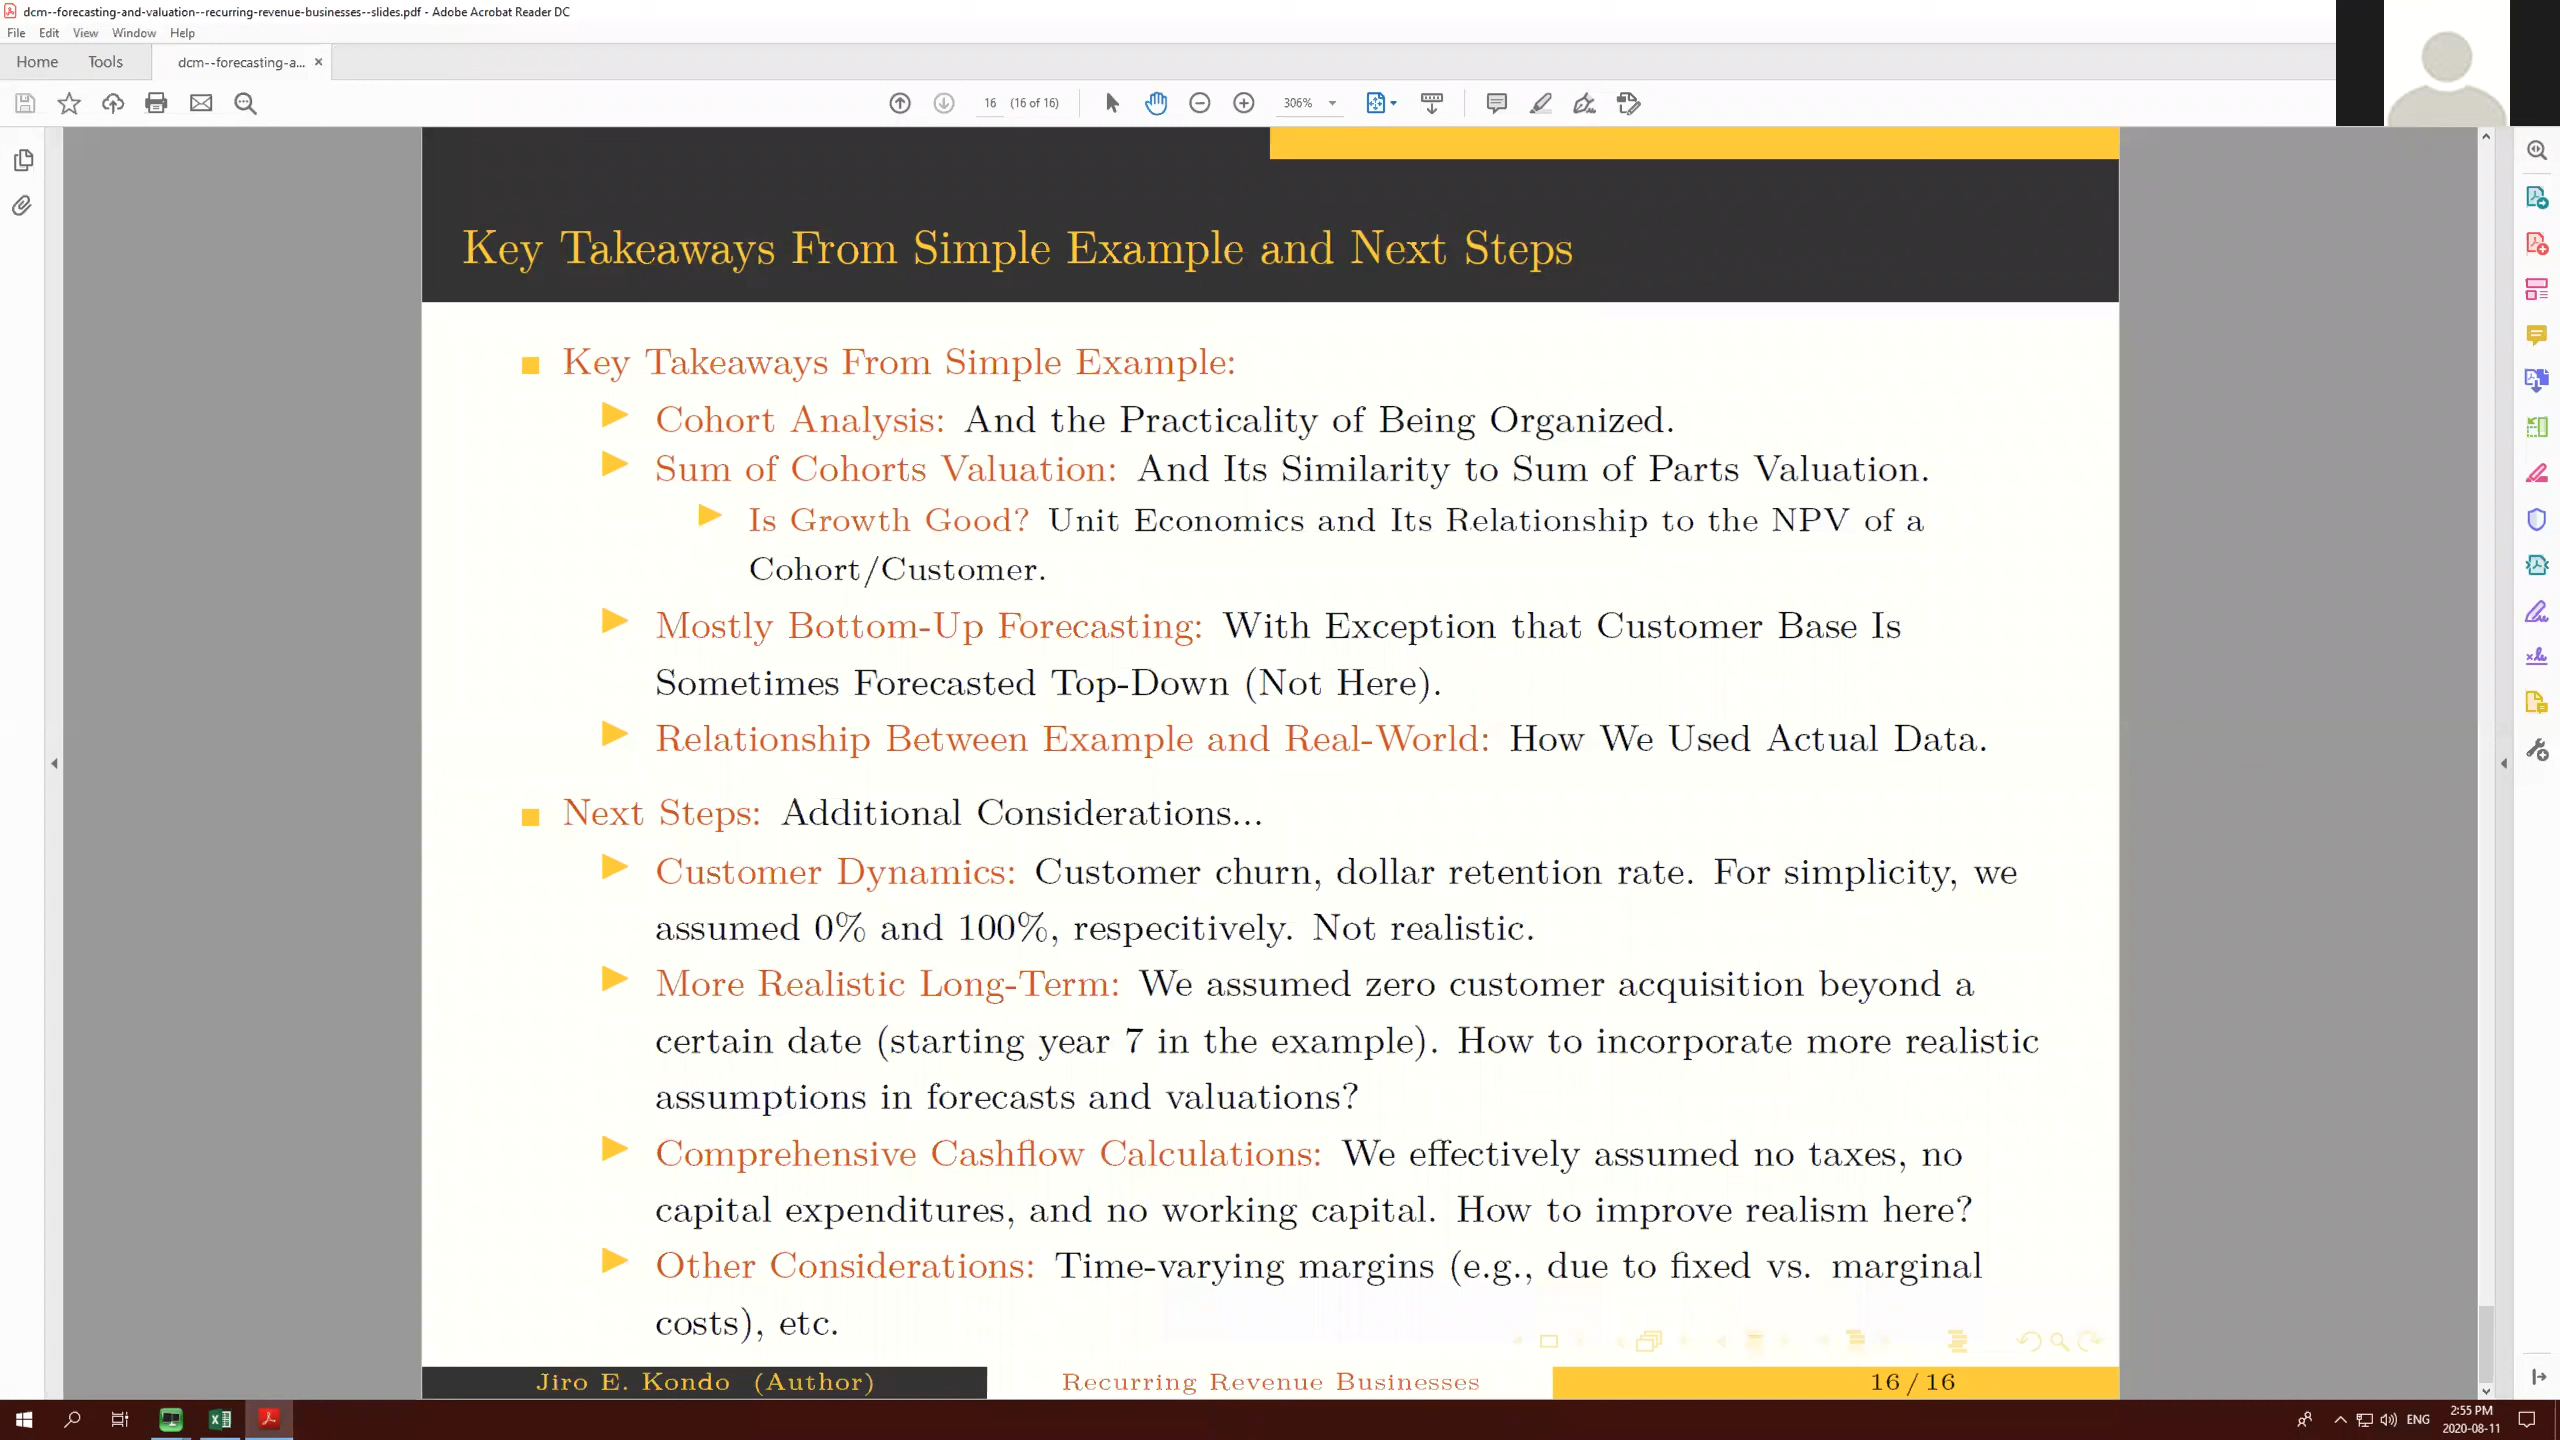 dcm--forecasting-and-valuation--recurring-revenue-businesses--slides.pdf - Adobe Acrobat Reader DC
File Edit View Window Help
Home Tools dcm--forecasting-a... ×
16 (16 of 16) 306%
Key Takeaways From Simple Example and Next Steps
Key Takeaways From Simple Example:
Cohort Analysis: And the Practicality of Being Organized.
Sum of Cohorts Valuation: And Its Similarity to Sum of Parts Valuation.
Is Growth Good? Unit Economics and Its Relationship to the NPV of a
Cohort/Customer.
Mostly Bottom-Up Forecasting: With Exception that Customer Base Is
Sometimes Forecasted Top-Down (Not Here).
Relationship Between Example and Real-World: How We Used Actual Data.
Next Steps: Additional Considerations...
Customer Dynamics: Customer churn, dollar retention rate. For simplicity, we
assumed 0% and 100%, respecitively. Not realistic.
More Realistic Long-Term: We assumed zero customer acquisition beyond a
certain date (starting year 7 in the example). How to incorporate more realistic
assumptions in forecasts and valuations?
Comprehensive Cashflow Calculations: We effectively assumed no taxes, no
capital expenditures, and no working capital. How to improve realism here?
Other Considerations: Time-varying margins (e.g., due to fixed vs. marginal
costs), etc.
Jiro E. Kondo (Author) Recurring Revenue Businesses 16 / 16
ENG 2:55 PM
2020-08-11